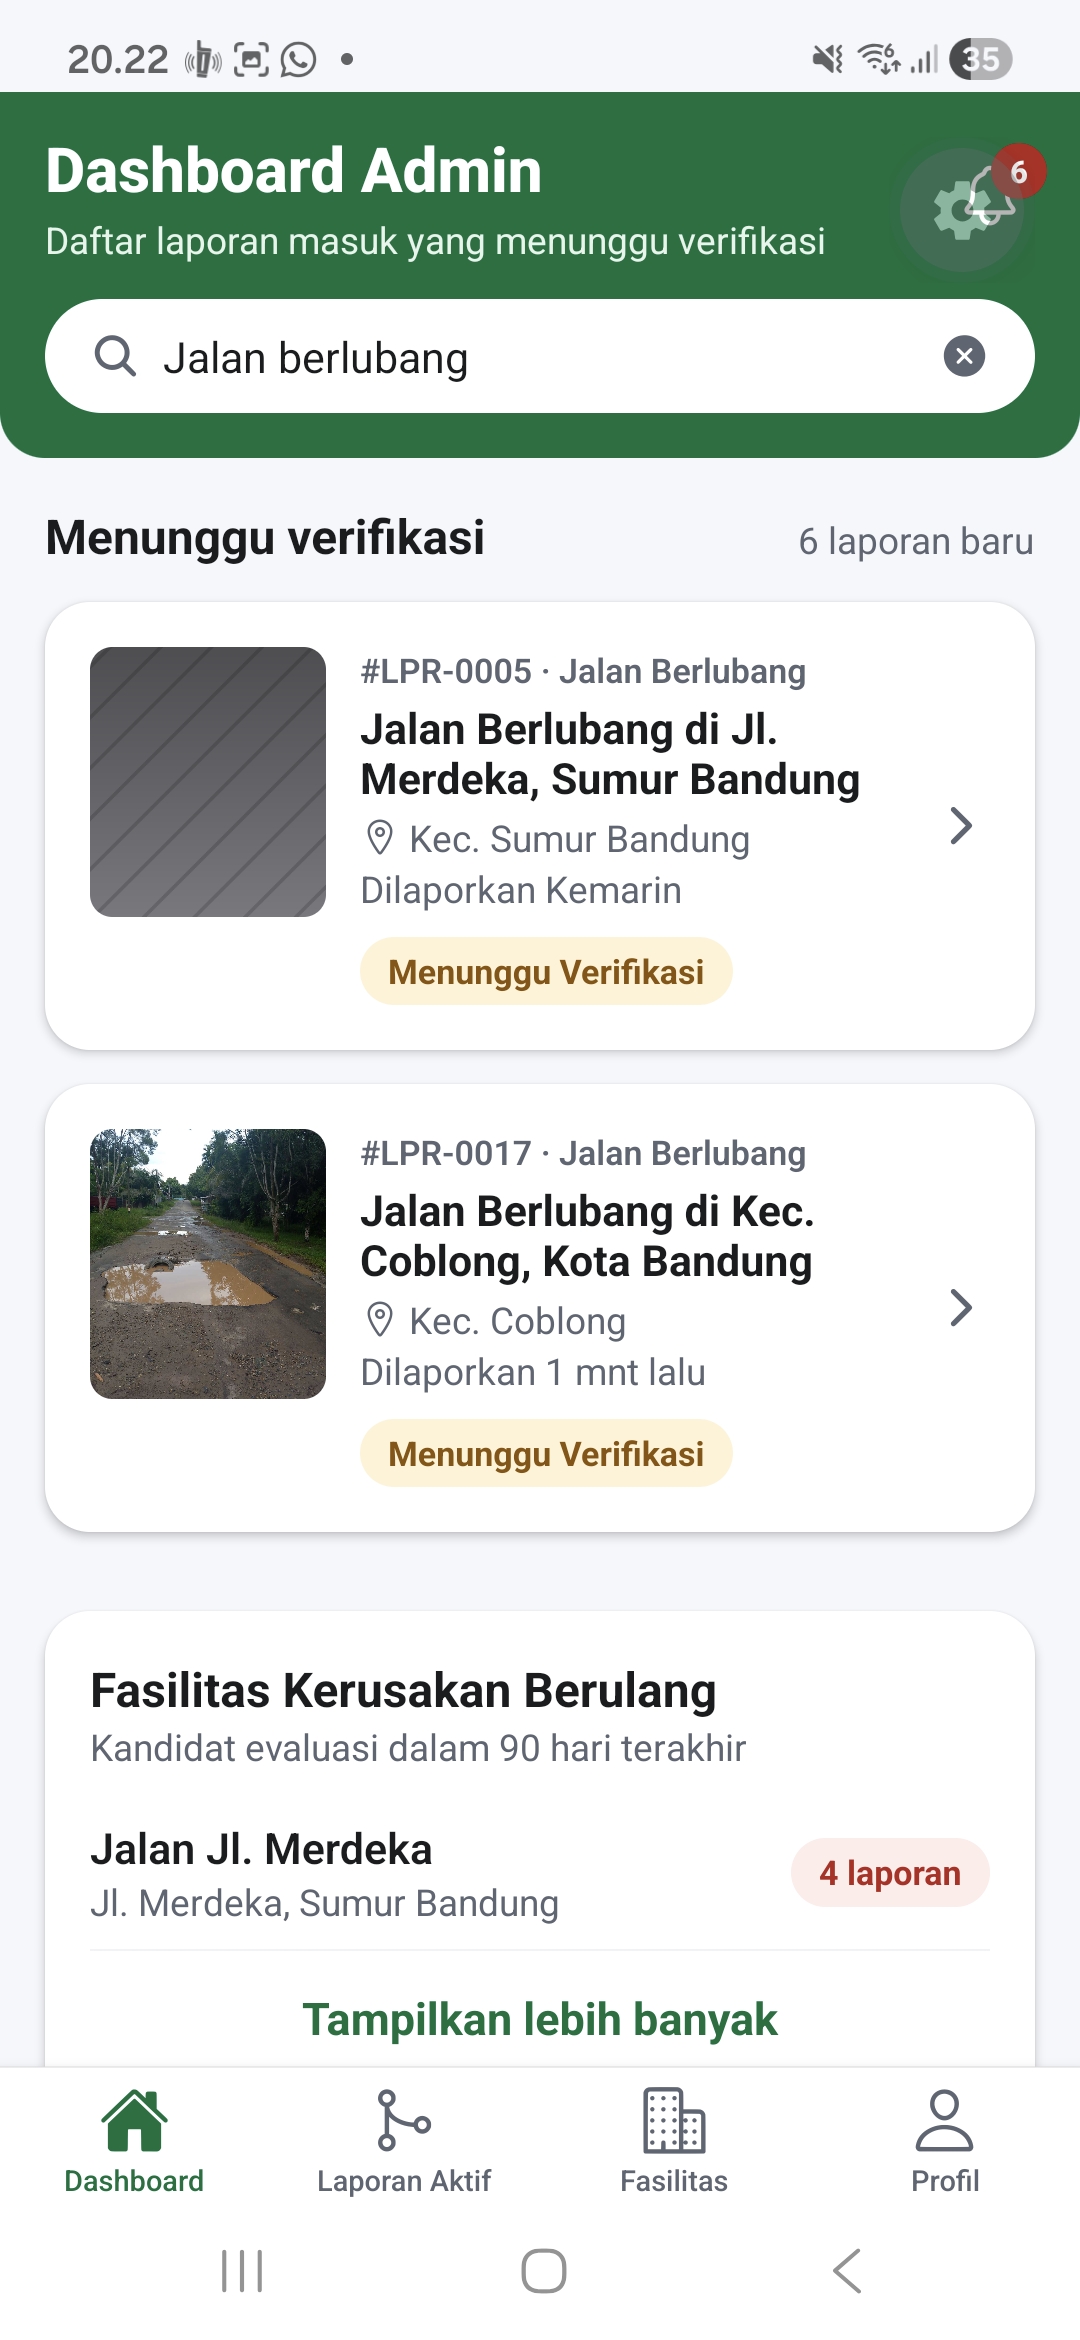 20.22
35
Dashboard Admin
6
Daftar laporan masuk yang menunggu verifikasi
Jalan berlubang
Menunggu verifikasi
6 laporan baru
#LPR-0005 · Jalan Berlubang
Jalan Berlubang di Jl.
Merdeka, Sumur Bandung
Kec. Sumur Bandung
Dilaporkan Kemarin
Menunggu Verifikasi
#LPR-0017 · Jalan Berlubang
Jalan Berlubang di Kec.
Coblong, Kota Bandung
Kec. Coblong
Dilaporkan 1 mnt lalu
Menunggu Verifikasi
Fasilitas Kerusakan Berulang
Kandidat evaluasi dalam 90 hari terakhir
Jalan Jl. Merdeka
4 laporan
Jl. Merdeka, Sumur Bandung
Tampilkan lebih banyak
Dashboard
Laporan Aktif
Fasilitas
Profil